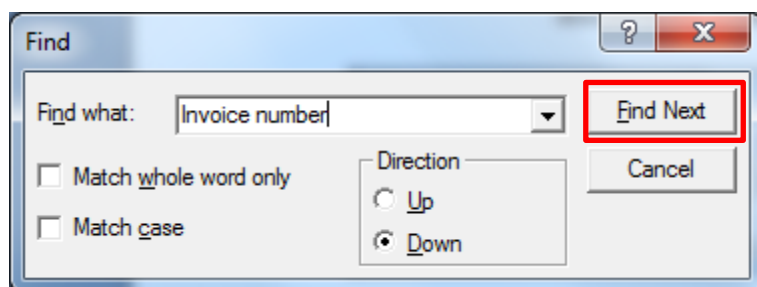 Find
Find what: Invoice number Find Next
Match whole word only Direction Cancel
Up
Match case
Down